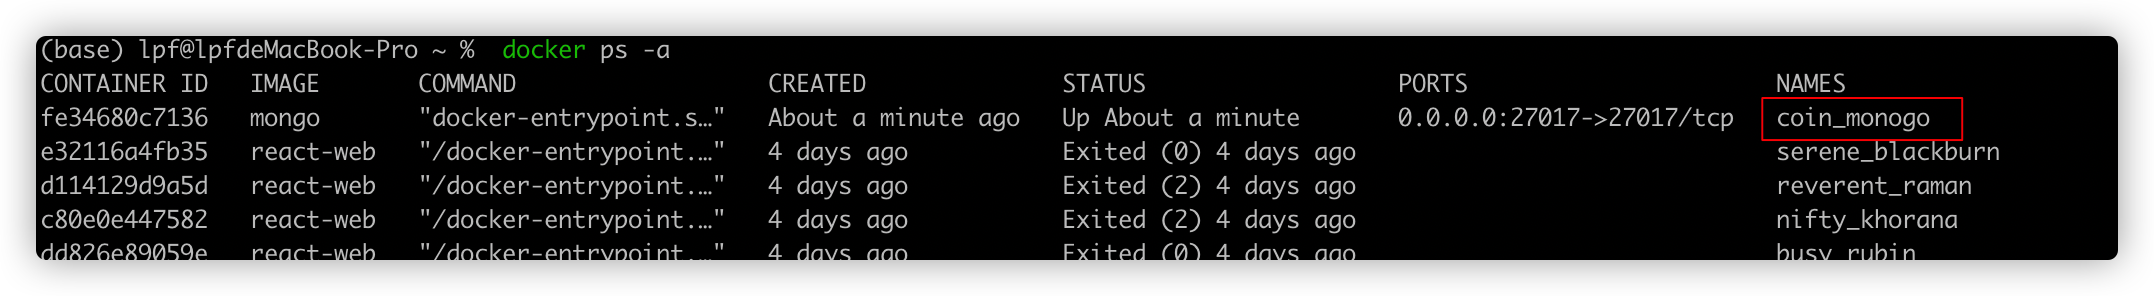 (base) lpf@lpfdeMacBook-Pro ~ % docker ps -a
CONTAINER ID IMAGE COMMAND CREATED STATUS PORTS NAMES
fe34680c7136 mongo "docker-entrypoint.s…" About a minute ago Up About a minute 0.0.0.0:27017->27017/tcp coin_monogo
e32116a4fb35 react-web "/docker-entrypoint.…" 4 days ago Exited (0) 4 days ago serene_blackburn
d114129d9a5d react-web "/docker-entrypoint.…" 4 days ago Exited (2) 4 days ago reverent_raman
c80e0e447582 react-web "/docker-entrypoint.…" 4 days ago Exited (2) 4 days ago nifty_khorana
dd826e89059e react-web "/docker-entrypoint.…" 4 days ago Exited (0) 4 days ago busy_rubin